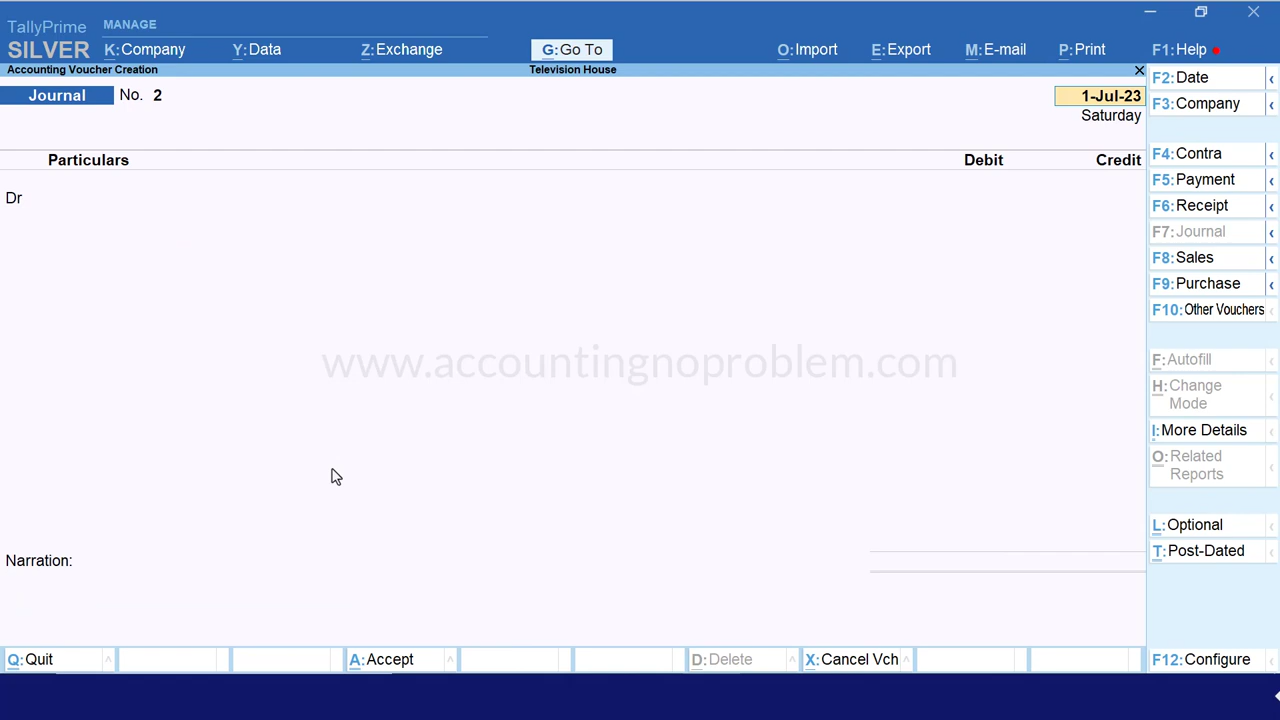 TallyPrime MANAGE
SILVER K:Company Y:Data Z:Exchange G:Go To O:Import E:Export M:E-mail P:Print F1:Help
Accounting Voucher Creation Television House
Journal No. 2 1-Jul-23
Saturday
Particulars Debit Credit
Dr
www.accountingnoproblem.com
Narration:
Q:Quit A:Accept D:Delete X:Cancel Vch
F2:Date
F3:Company
F4:Contra
F5:Payment
F6:Receipt
F7:Journal
F8:Sales
F9:Purchase
F10:Other Vouchers
F:Autofill
H:Change
Mode
I:More Details
O:Related
Reports
L:Optional
T:Post-Dated
F12:Configure